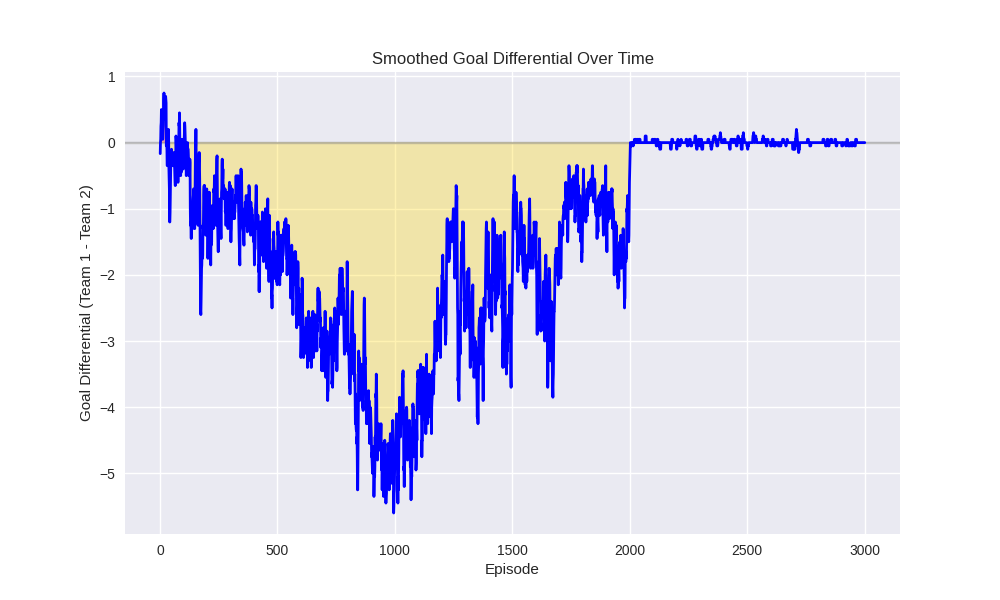 Smoothed Goal Differential Over Time
Goal Differential (Team 1 - Team 2)
1
0
−1
−2
−3
−4
−5
0 500 1000 1500 2000 2500 3000
Episode